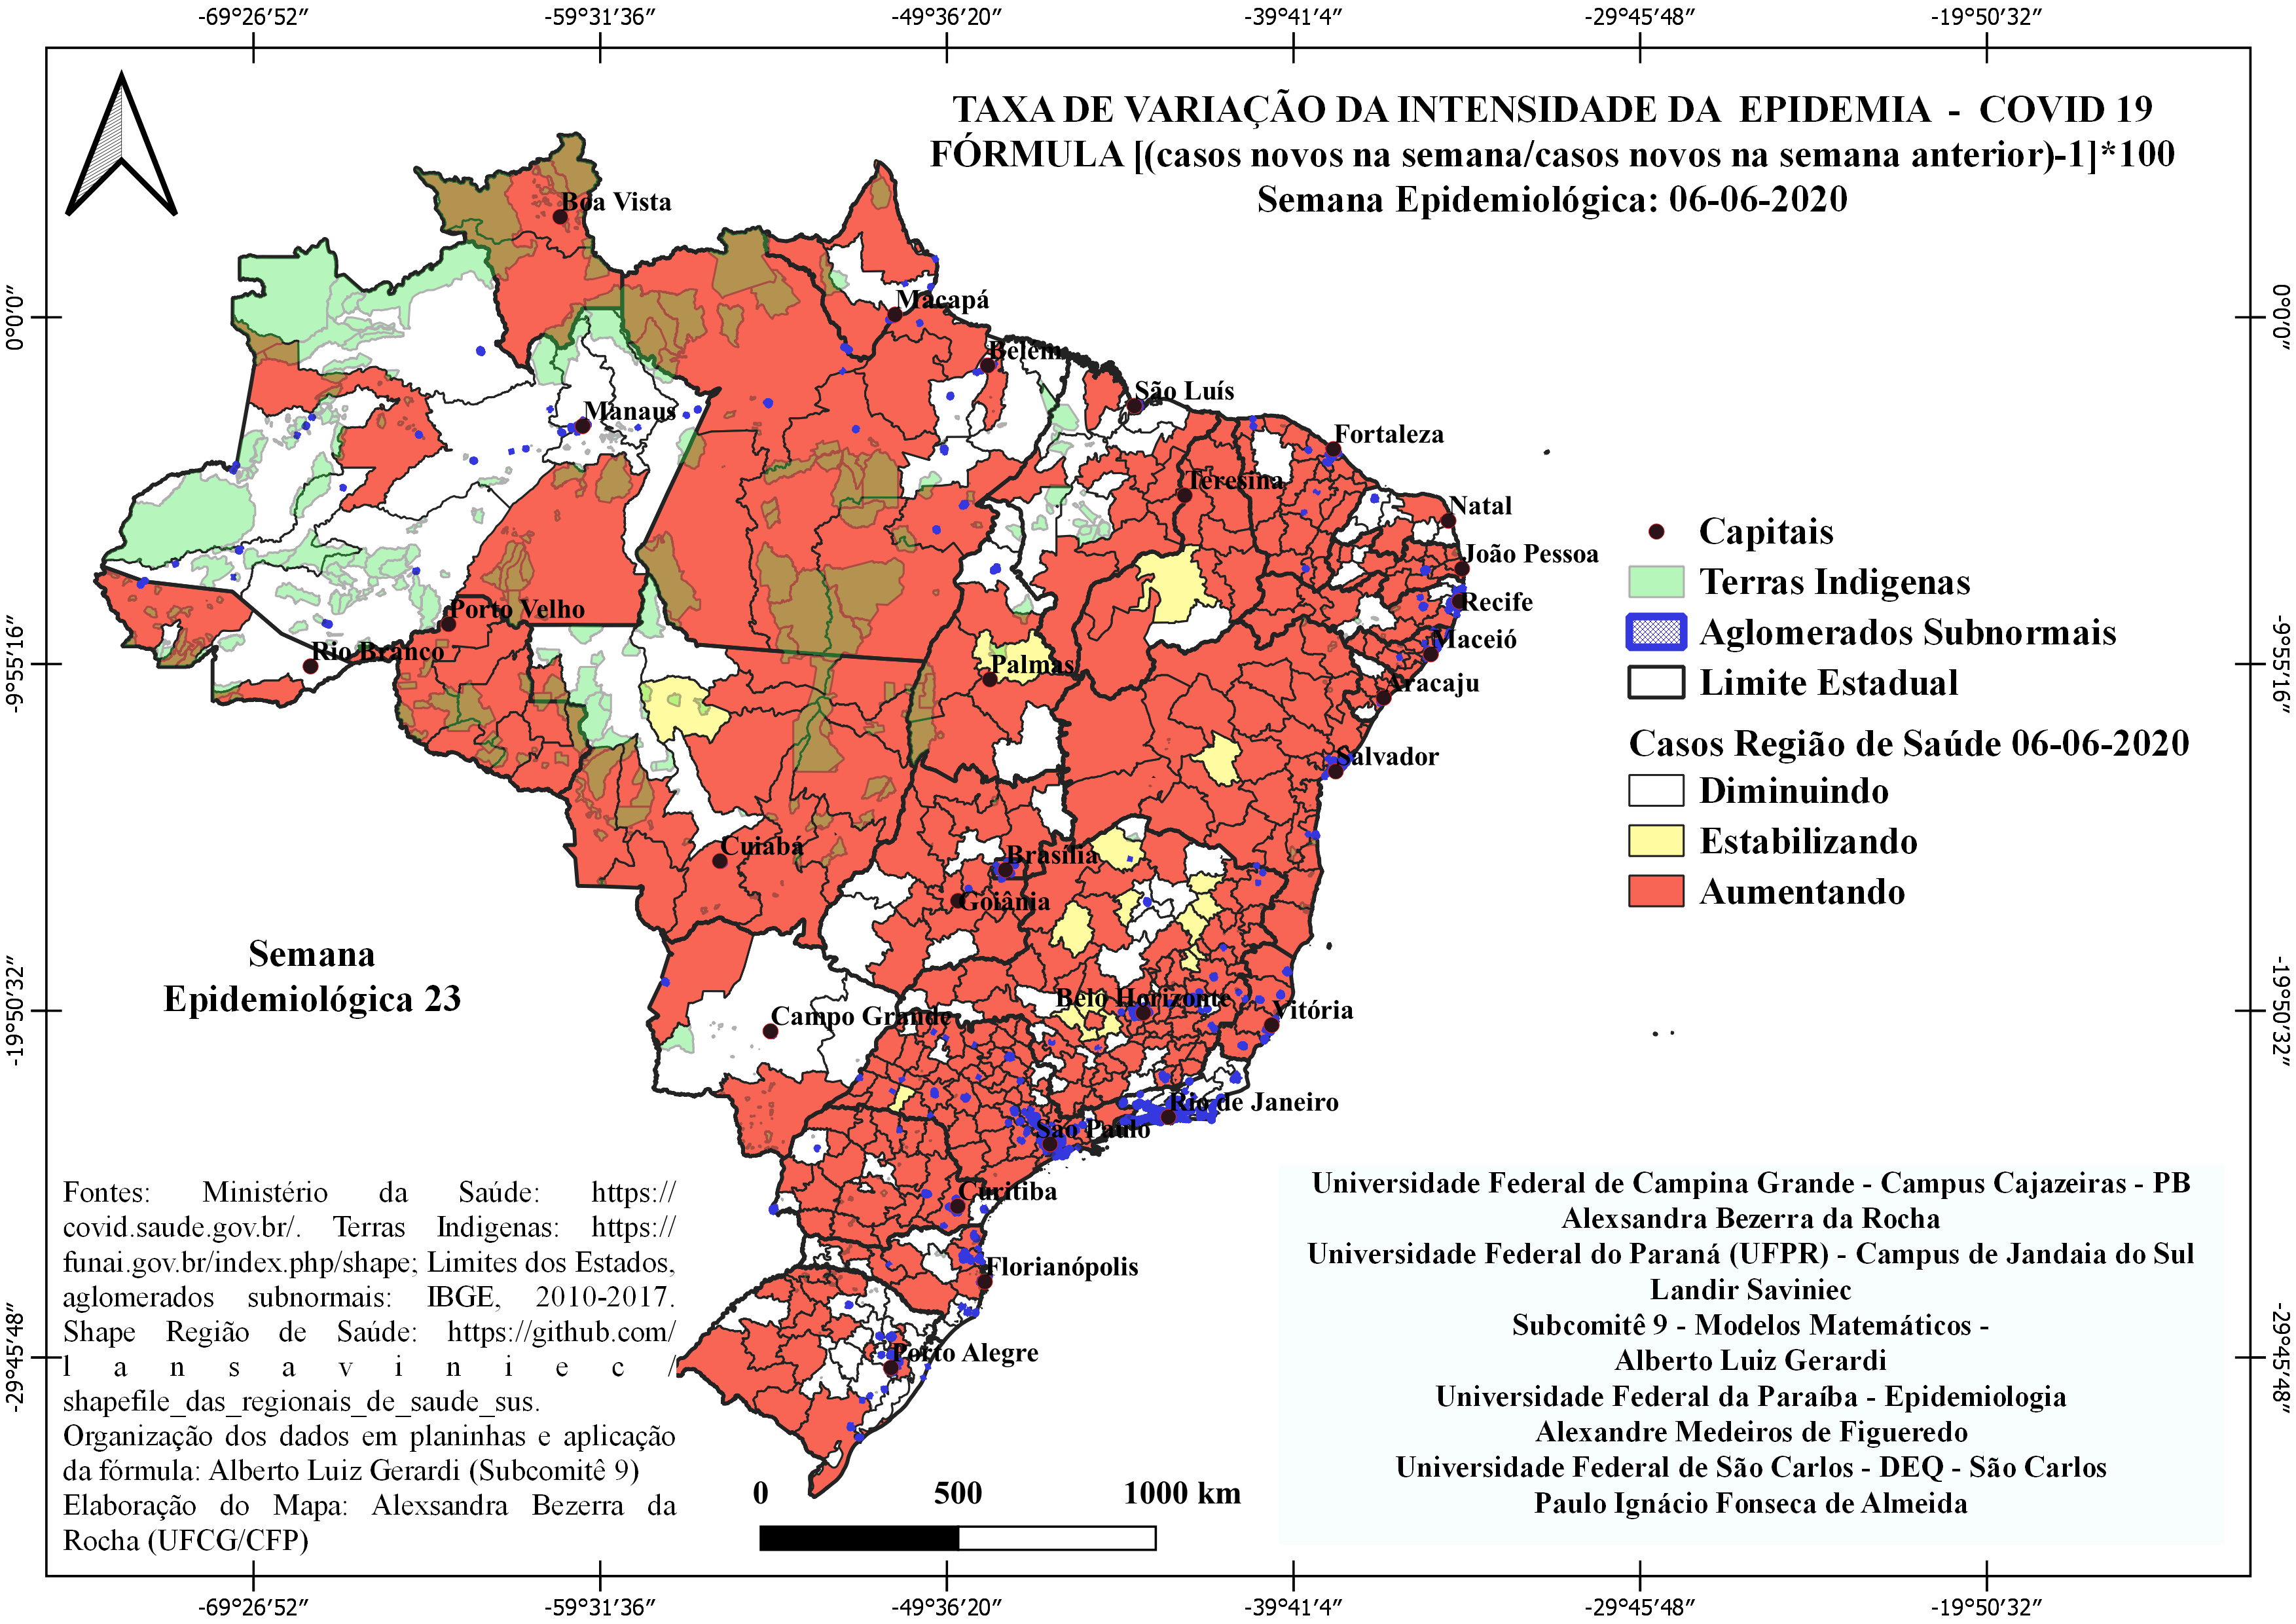 -69°26′52″ -59°31′36″ -49°36′20″ -39°41′4″ -29°45′48″ -19°50′32″
TAXA DE VARIAÇÃO DA INTENSIDADE DA EPIDEMIA - COVID 19
FÓRMULA [(casos novos na semana/casos novos na semana anterior)-1]*100
Semana Epidemiológica: 06-06-2020
0°0′0″
-9°55′16″
-19°50′32″
-29°45′48″
Boa Vista
Macapá
Belém
São Luís
Manaus
Fortaleza
Teresina
Natal
João Pessoa
Porto Velho
Recife
Maceió
Rio Branco
Palmas
Aracaju
Salvador
Cuiabá
Brasília
Goiânia
Belo Horizonte
Vitória
Campo Grande
Rio de Janeiro
São Paulo
Curitiba
Florianópolis
Porto Alegre
Capitais
Terras Indigenas
Aglomerados Subnormais
Limite Estadual
Casos Região de Saúde 06-06-2020
Diminuindo
Estabilizando
Aumentando
0°0′0″
-9°55′16″
-19°50′32″
-29°45′48″
Semana
Epidemiológica 23
Fontes: Ministério da Saúde: https://
covid.saude.gov.br/. Terras Indigenas: https://
funai.gov.br/index.php/shape; Limites dos Estados,
aglomerados subnormais: IBGE, 2010-2017.
Shape Região de Saúde: https://github.com/
l a n s a v i n i e c /
shapefile_das_regionais_de_saude_sus.
Organização dos dados em planinhas e aplicação
da fórmula: Alberto Luiz Gerardi (Subcomitê 9)
Elaboração do Mapa: Alexsandra Bezerra da
Rocha (UFCG/CFP)
0 500 1000 km
Universidade Federal de Campina Grande - Campus Cajazeiras - PB
Alexsandra Bezerra da Rocha
Universidade Federal do Paraná (UFPR) - Campus de Jandaia do Sul
Landir Saviniec
Subcomitê 9 - Modelos Matemáticos -
Alberto Luiz Gerardi
Universidade Federal da Paraíba - Epidemiologia
Alexandre Medeiros de Figueredo
Universidade Federal de São Carlos - DEQ - São Carlos
Paulo Ignácio Fonseca de Almeida
-69°26′52″ -59°31′36″ -49°36′20″ -39°41′4″ -29°45′48″ -19°50′32″